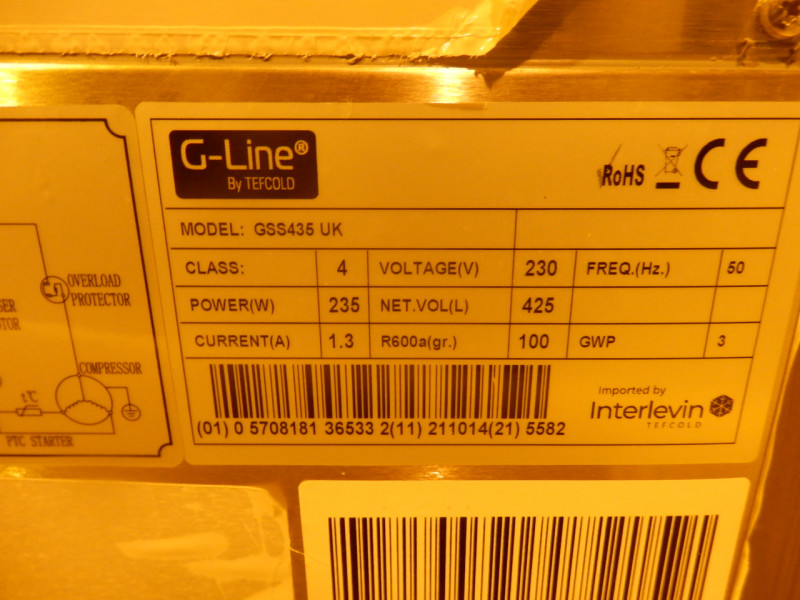 G-Line®
By TEFCOLD
RoHS CE
MODEL: GSS435 UK
CLASS: 4 VOLTAGE(V) 230 FREQ.(Hz.) 50
POWER(W) 235 NET.VOL(L) 425
CURRENT(A) 1.3 R600a(gr.) 100 GWP 3
(01) 0 5708181 36533 2(11) 211014(21) 5582
Imported by
Interlevin
TEFCOLD
OVERLOAD
PROTECTOR
COMPRESSOR
t℃
PTC STARTER